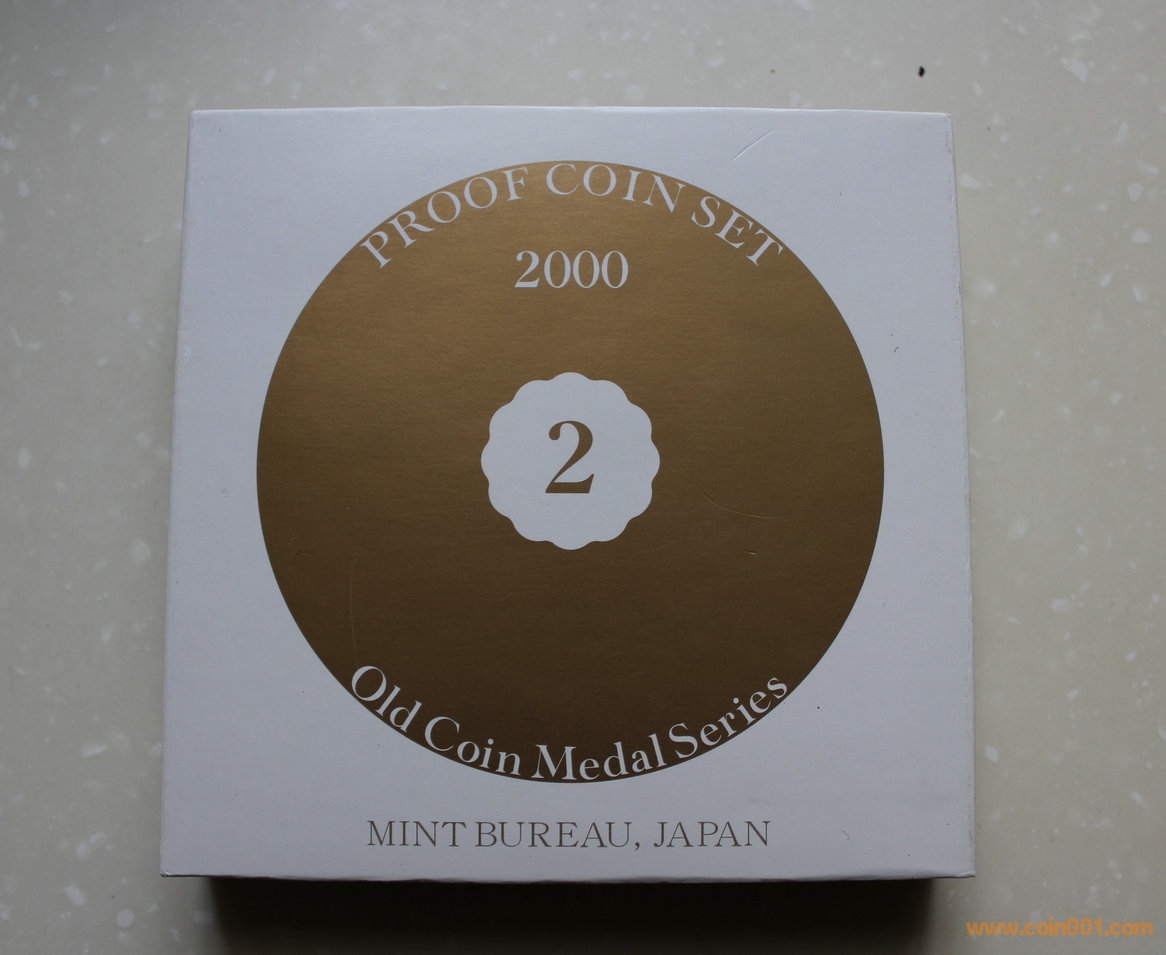 PROOF COIN SET
2000
2
Old Coin Medal Series
MINT BUREAU, JAPAN
www.coin001.com